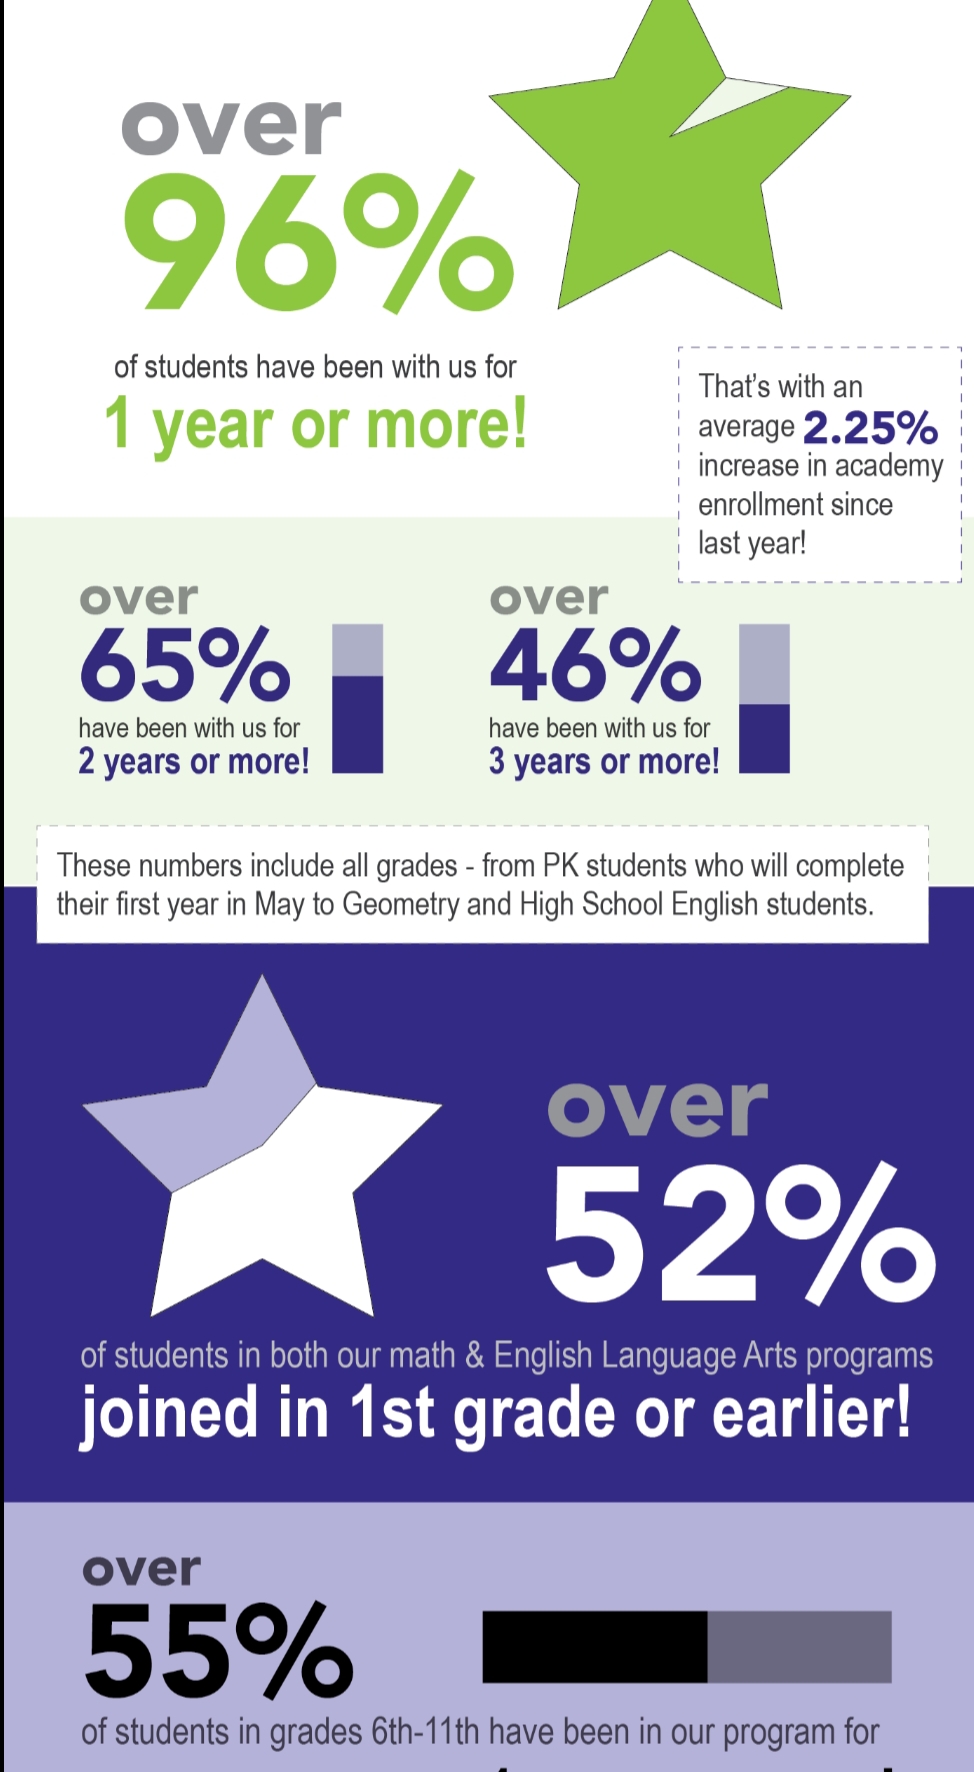 over
96%
of students have been with us for
1 year or more!
That's with an
average 2.25%
increase in academy
enrollment since
last year!
over
65%
have been with us for
2 years or more!
over
46%
have been with us for
3 years or more!
These numbers include all grades - from PK students who will complete
their first year in May to Geometry and High School English students.
over
52%
of students in both our math & English Language Arts programs
joined in 1st grade or earlier!
over
55%
of students in grades 6th-11th have been in our program for